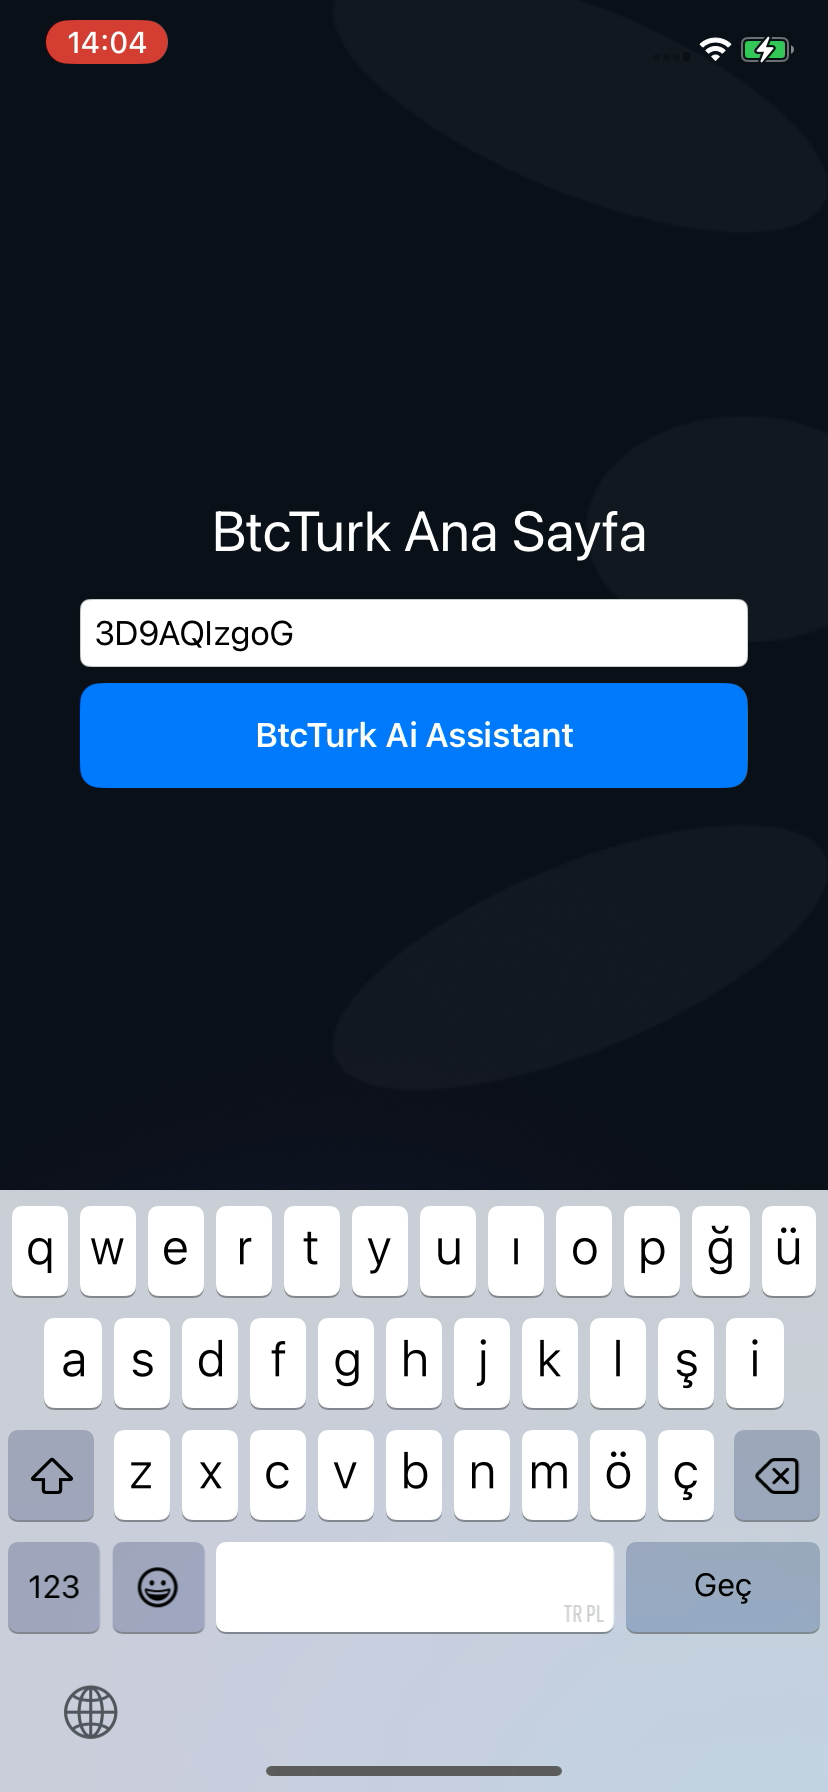 14:04
BtcTurk Ana Sayfa
3D9AQIzgoG
BtcTurk Ai Assistant
q w e r t y u ı o p ğ ü
a s d f g h j k l ş i
z x c v b n m ö ç
123
TR PL
Geç